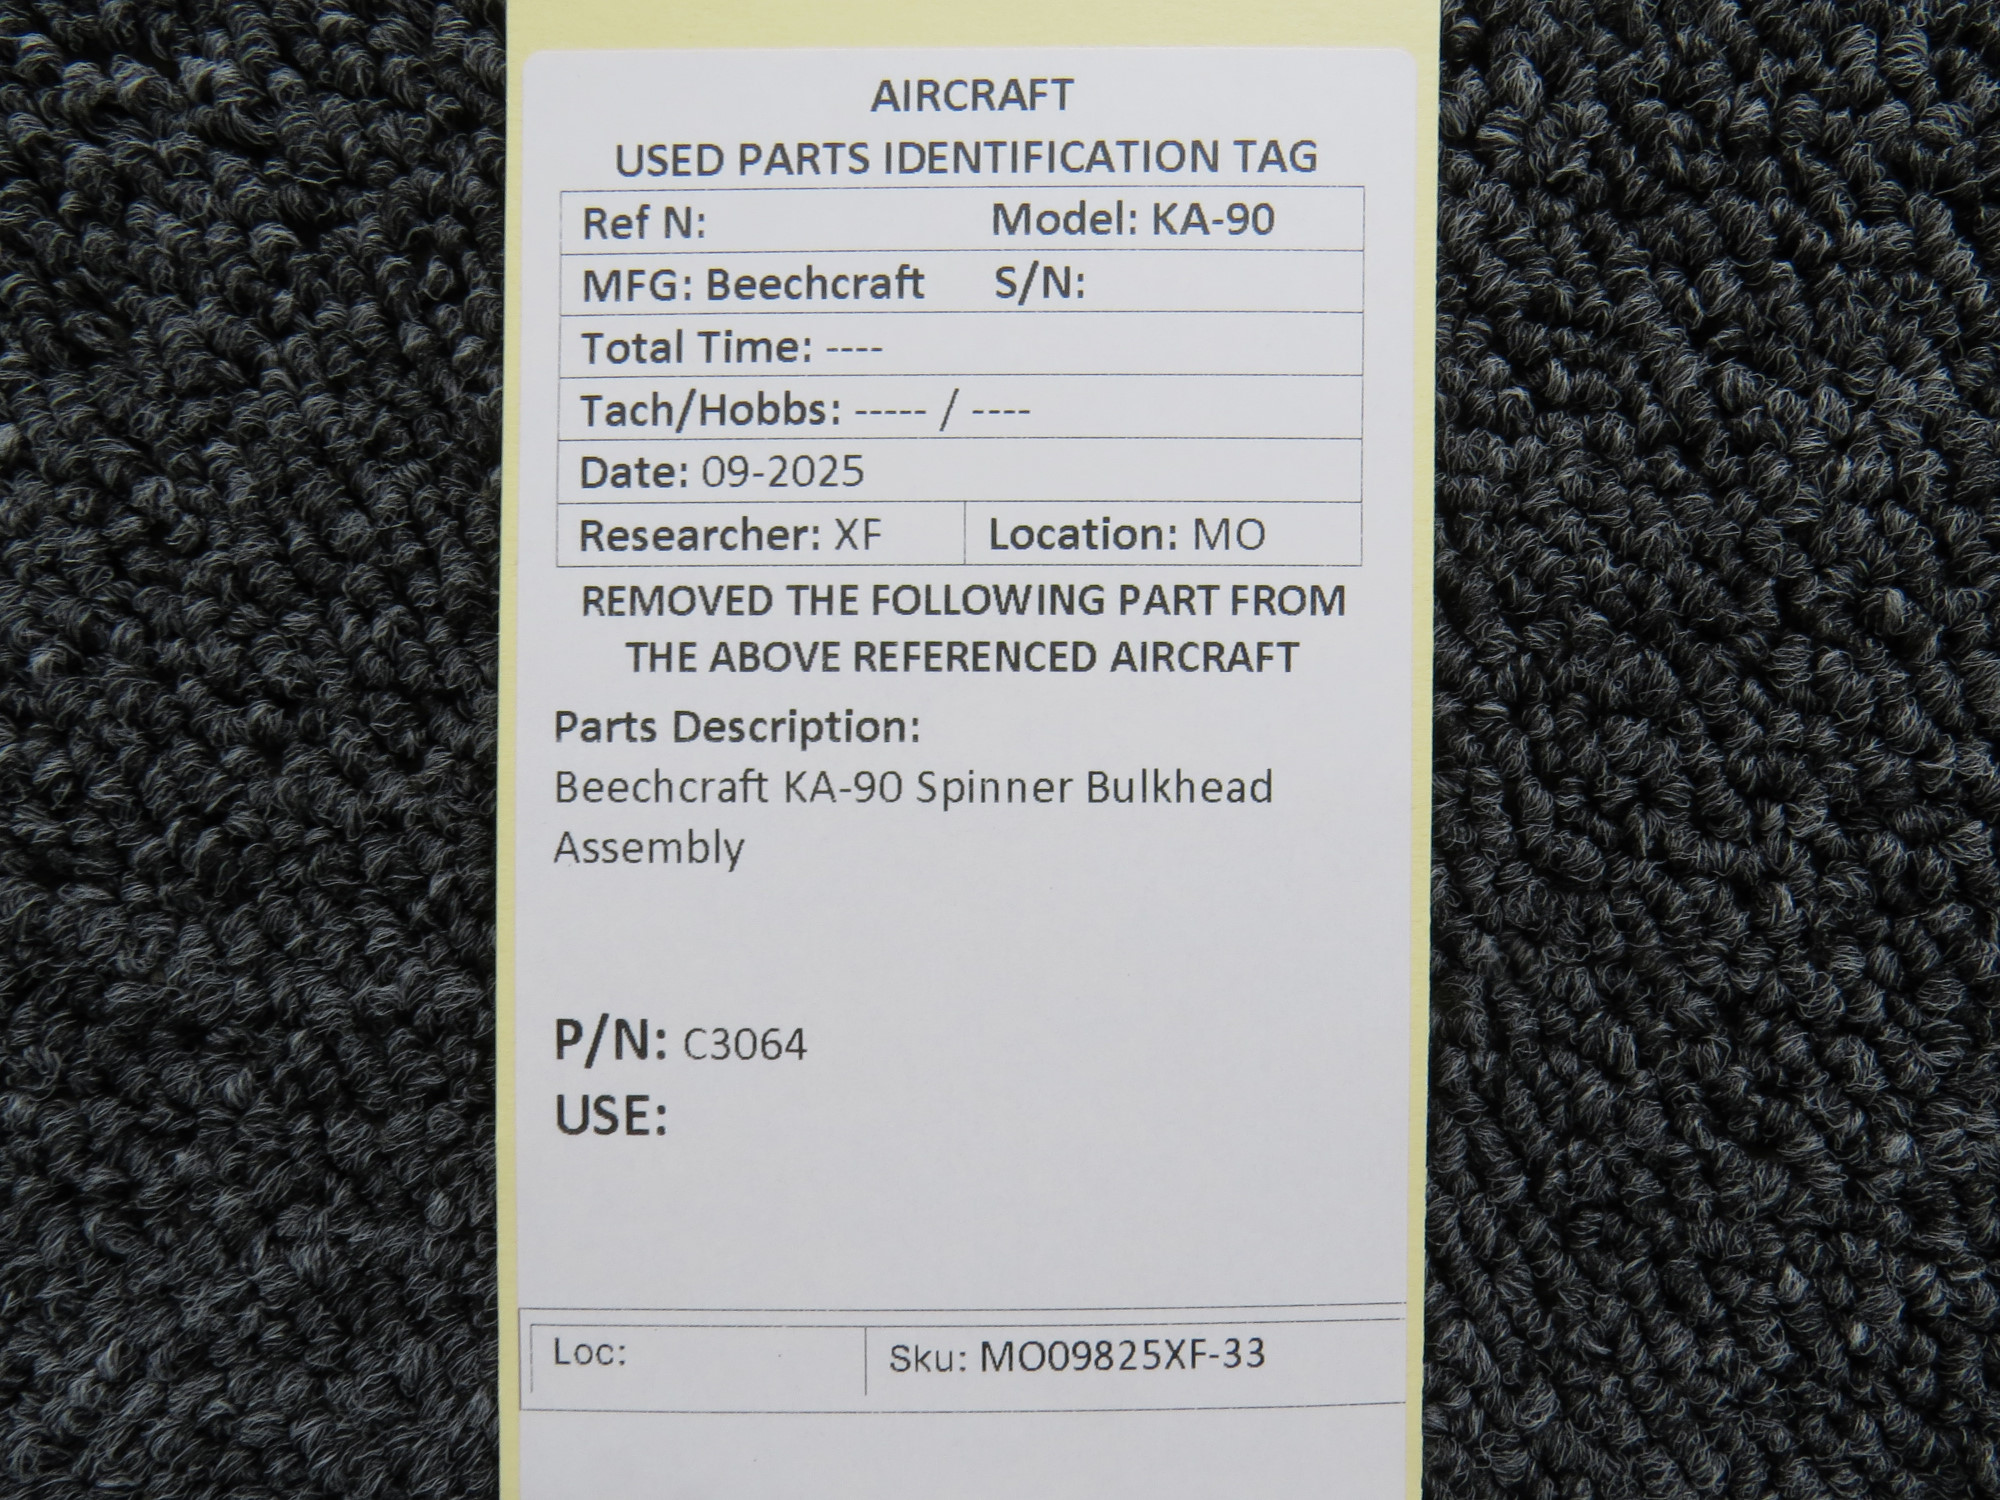 AIRCRAFT
USED PARTS IDENTIFICATION TAG
Ref N: Model: KA-90
MFG: Beechcraft S/N:
Total Time: ----
Tach/Hobbs: ----- / ----
Date: 09-2025
Researcher: XF Location: MO
REMOVED THE FOLLOWING PART FROM
THE ABOVE REFERENCED AIRCRAFT
Parts Description:
Beechcraft KA-90 Spinner Bulkhead
Assembly
P/N: C3064
USE:
Loc: Sku: MO09825XF-33